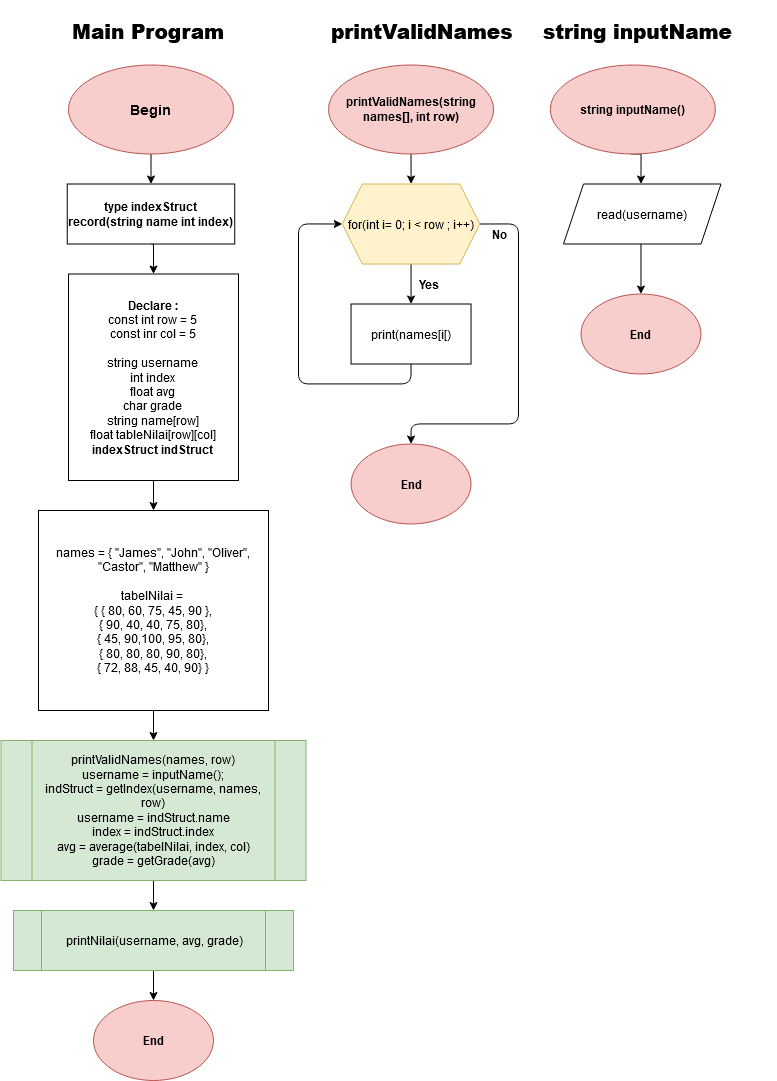 Main Program
Begin
type indexStruct
record(string name int index)
Declare :
const int row = 5
const inr col = 5
string username
int index
float avg
char grade
string name[row]
float tableNilai[row][col]
indexStruct indStruct
names = { "James", "John", "Oliver",
"Castor", "Matthew" }
tabelNilai =
{ { 80, 60, 75, 45, 90 },
{ 90, 40, 40, 75, 80},
{ 45, 90,100, 95, 80},
{ 80, 80, 80, 90, 80},
{ 72, 88, 45, 40, 90} }
printValidNames(names, row)
username = inputName();
indStruct = getIndex(username, names,
row)
username = indStruct.name
index = indStruct.index
avg = average(tabelNilai, index, col)
grade = getGrade(avg)
printNilai(username, avg, grade)
End
printValidNames
printValidNames(string
names[], int row)
for(int i= 0; i < row ; i++)
No
Yes
print(names[i[)
End
string inputName
string inputName()
read(username)
End